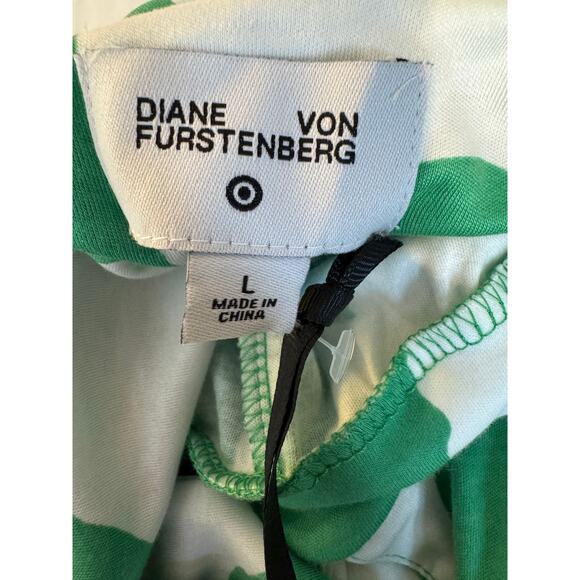 DIANE VON
FURSTENBERG
L
MADE IN
CHINA